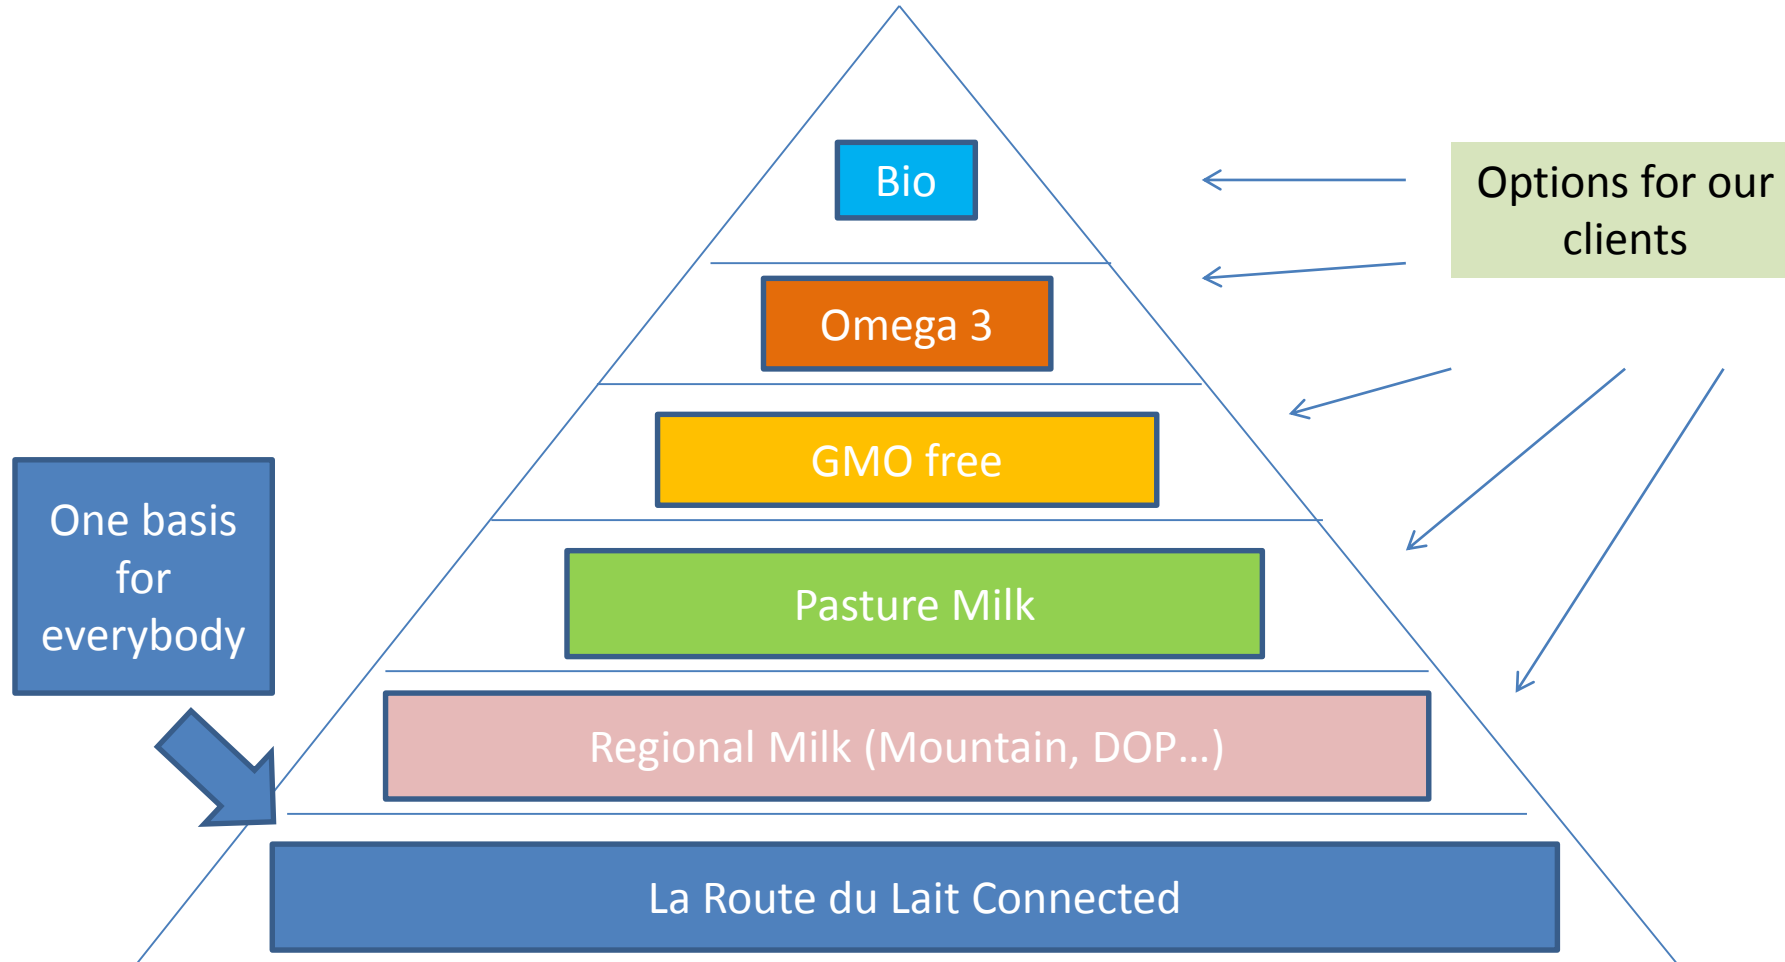 Bio
Options for our
clients
Omega 3
GMO free
One basis
for
everybody
Pasture Milk
Regional Milk (Mountain, DOP…)
La Route du Lait Connected